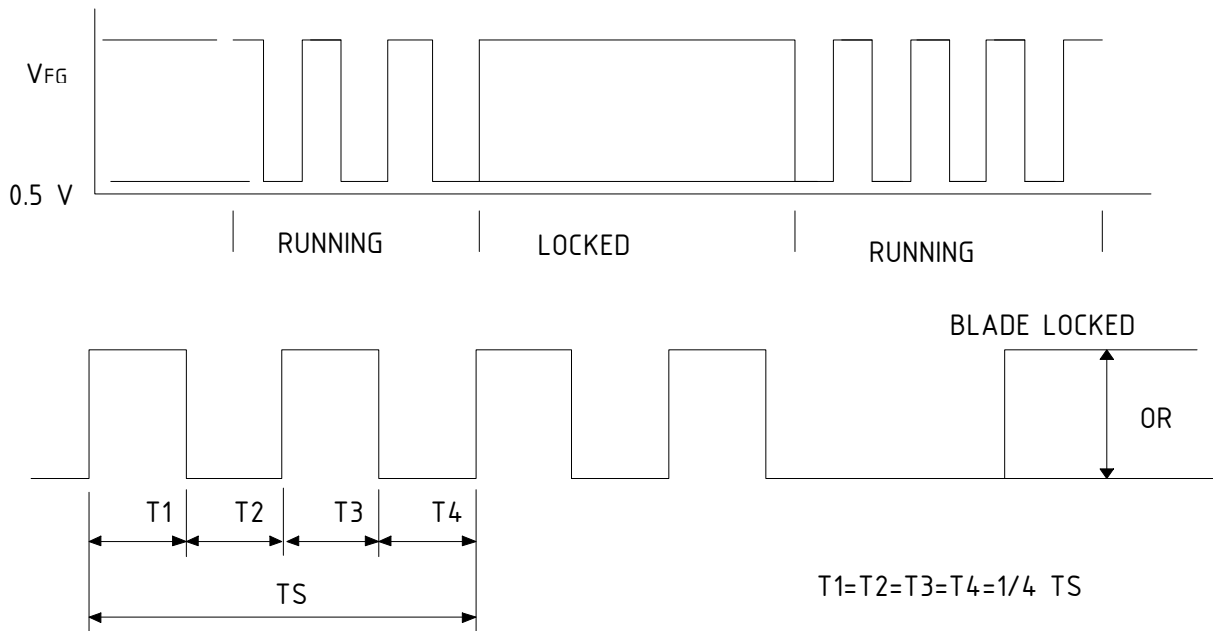 VFG
0.5 V
RUNNING
LOCKED
RUNNING
BLADE LOCKED
OR
T1
T2
T3
T4
TS
T1=T2=T3=T4=1/4 TS